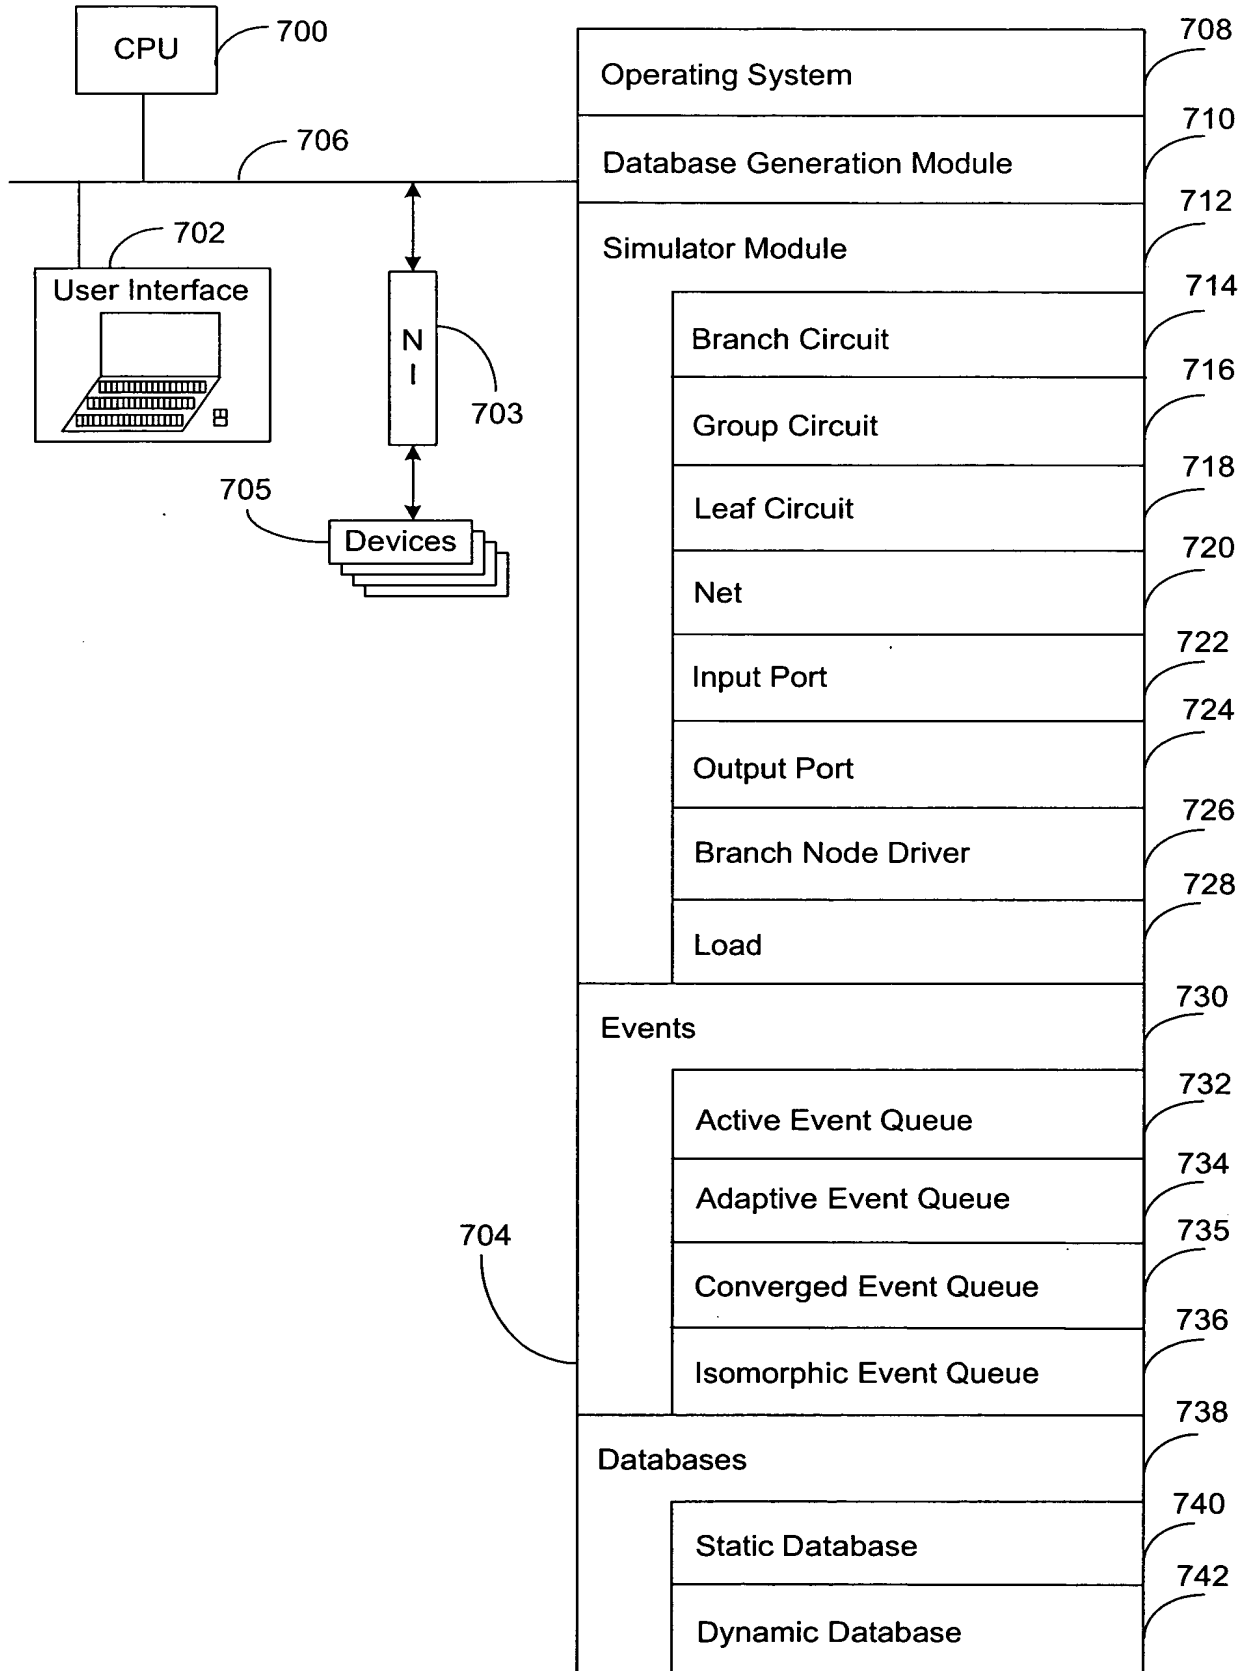 CPU
700
706
702
User Interface
N
I
703
705
Devices
704
Operating System
708
Database Generation Module
710
Simulator Module
712
Branch Circuit
714
Group Circuit
716
Leaf Circuit
718
Net
720
Input Port
722
Output Port
724
Branch Node Driver
726
Load
728
Events
730
Active Event Queue
732
Adaptive Event Queue
734
Converged Event Queue
735
Isomorphic Event Queue
736
Databases
738
Static Database
740
Dynamic Database
742